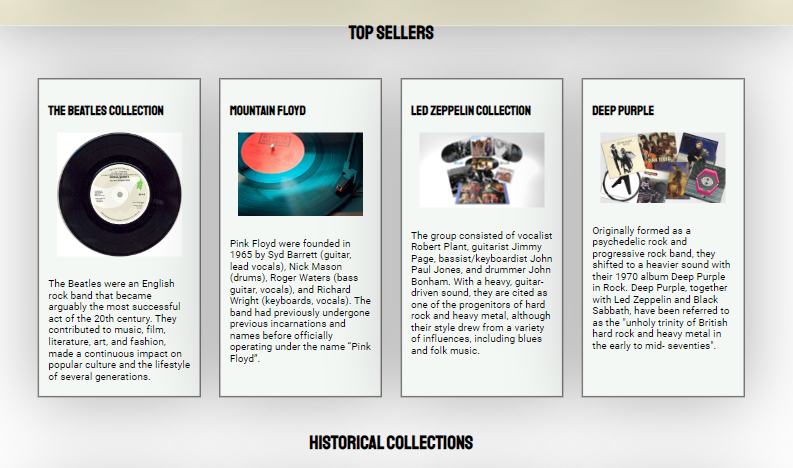 TOP SELLERS
THE BEATLES COLLECTION
The Beatles were an English
rock band that became
arguably the most successful
act of the 20th century. They
contributed to music, film,
literature, art, and fashion,
made a continuous impact on
popular culture and the lifestyle
of several generations.
MOUNTAIN FLOYD
Pink Floyd were founded in
1965 by Syd Barrett (guitar,
lead vocals), Nick Mason
(drums), Roger Waters (bass
guitar, vocals), and Richard
Wright (keyboards, vocals). The
band had previously undergone
previous incarnations and
names before officially
operating under the name "Pink
Floyd".
LED ZEPPELIN COLLECTION
The group consisted of vocalist
Robert Plant, guitarist Jimmy
Page, bassist/keyboardist John
Paul Jones, and drummer John
Bonham. With a heavy, guitar-
driven sound, they are cited as
one of the progenitors of hard
rock and heavy metal, although
their style drew from a variety
of influences, including blues
and folk music.
DEEP PURPLE
Originally formed as a
psychedelic rock and
progressive rock band, they
shifted to a heavier sound with
their 1970 album Deep Purple
in Rock. Deep Purple, together
with Led Zeppelin and Black
Sabbath, have been referred to
as the "unholy trinity of British
hard rock and heavy metal in
the early to mid- seventies".
HISTORICAL COLLECTIONS